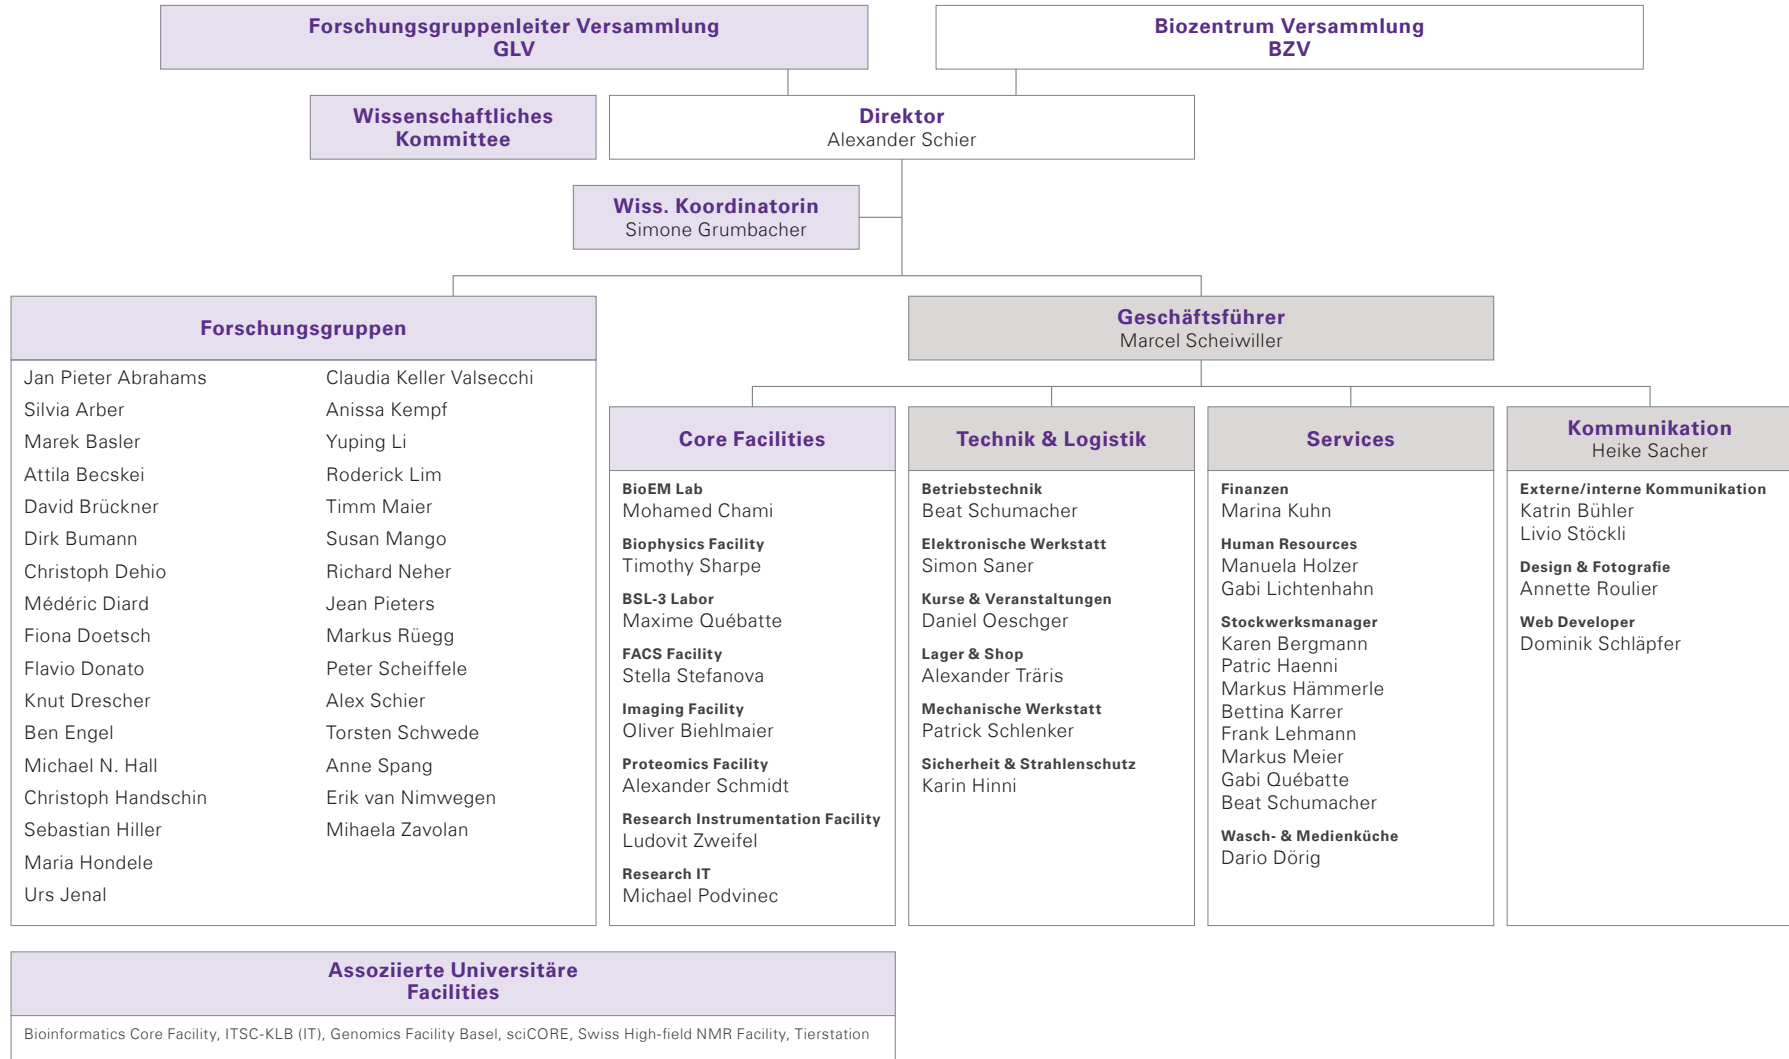 Forschungsgruppenleiter Versammlung
GLV
Biozentrum Versammlung
BZV
Wissenschaftliches
Kommittee
Direktor
Alexander Schier
Wiss. Koordinatorin
Simone Grumbacher
Forschungsgruppen
Jan Pieter Abrahams
Silvia Arber
Marek Basler
Attila Becskei
David Brückner
Dirk Bumann
Christoph Dehio
Médéric Diard
Fiona Doetsch
Flavio Donato
Knut Drescher
Ben Engel
Michael N. Hall
Christoph Handschin
Sebastian Hiller
Maria Hondele
Urs Jenal
Claudia Keller Valsecchi
Anissa Kempf
Yuping Li
Roderick Lim
Timm Maier
Susan Mango
Richard Neher
Jean Pieters
Markus Rüegg
Peter Scheiffele
Alex Schier
Torsten Schwede
Anne Spang
Erik van Nimwegen
Mihaela Zavolan
Geschäftsführer
Marcel Scheiwiller
Core Facilities
BioEM Lab
Mohamed Chami
Biophysics Facility
Timothy Sharpe
BSL-3 Labor
Maxime Québatte
FACS Facility
Stella Stefanova
Imaging Facility
Oliver Biehlmaier
Proteomics Facility
Alexander Schmidt
Research Instrumentation Facility
Ludovit Zweifel
Research IT
Michael Podvinec
Technik & Logistik
Betriebstechnik
Beat Schumacher
Elektronische Werkstatt
Simon Saner
Kurse & Veranstaltungen
Daniel Oeschger
Lager & Shop
Alexander Träris
Mechanische Werkstatt
Patrick Schlenker
Sicherheit & Strahlenschutz
Karin Hinni
Services
Finanzen
Marina Kuhn
Human Resources
Manuela Holzer
Gabi Lichtenhahn
Stockwerksmanager
Karen Bergmann
Patric Haenni
Markus Hämmerle
Bettina Karrer
Frank Lehmann
Markus Meier
Gabi Québatte
Beat Schumacher
Wasch- & Medienküche
Dario Dörig
Kommunikation
Heike Sacher
Externe/interne Kommunikation
Katrin Bühler
Livio Stöckli
Design & Fotografie
Annette Roulier
Web Developer
Dominik Schläpfer
Assoziierte Universitäre
Facilities
Bioinformatics Core Facility, ITSC-KLB (IT), Genomics Facility Basel, sciCORE, Swiss High-field NMR Facility, Tierstation